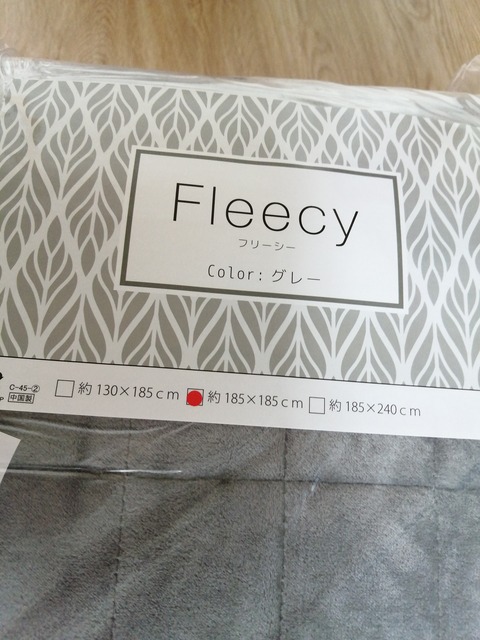 Fleecy
フリーシー
Color: グレー
C-45-②
中国製
約 130×185cm
約 185×185cm
約 185×240cm